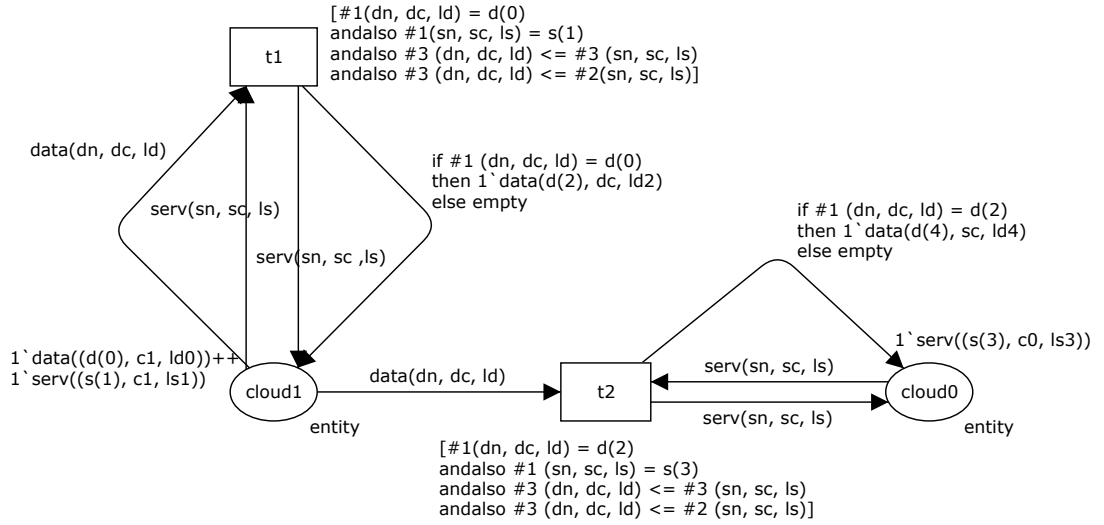 [#1(dn, dc, ld) = d(0)
andalso #1(sn, sc, ls) = s(1)
andalso #3 (dn, dc, ld) <= #3 (sn, sc, ls)
andalso #3 (dn, dc, ld) <= #2(sn, sc, ls)]
t1
data(dn, dc, ld)
if #1 (dn, dc, ld) = d(0)
then 1`data(d(2), dc, ld2)
else empty
serv(sn, sc, ls)
serv(sn, sc ,ls)
if #1 (dn, dc, ld) = d(2)
then 1`data(d(4), sc, ld4)
else empty
1`data((d(0), c1, ld0))++
1`serv((s(1), c1, ls1))
cloud1
entity
data(dn, dc, ld)
t2
serv(sn, sc, ls)
serv(sn, sc, ls)
1`serv((s(3), c0, ls3))
cloud0
entity
[#1(dn, dc, ld) = d(2)
andalso #1 (sn, sc, ls) = s(3)
andalso #3 (dn, dc, ld) <= #3 (sn, sc, ls)
andalso #3 (dn, dc, ld) <= #2 (sn, sc, ls)]